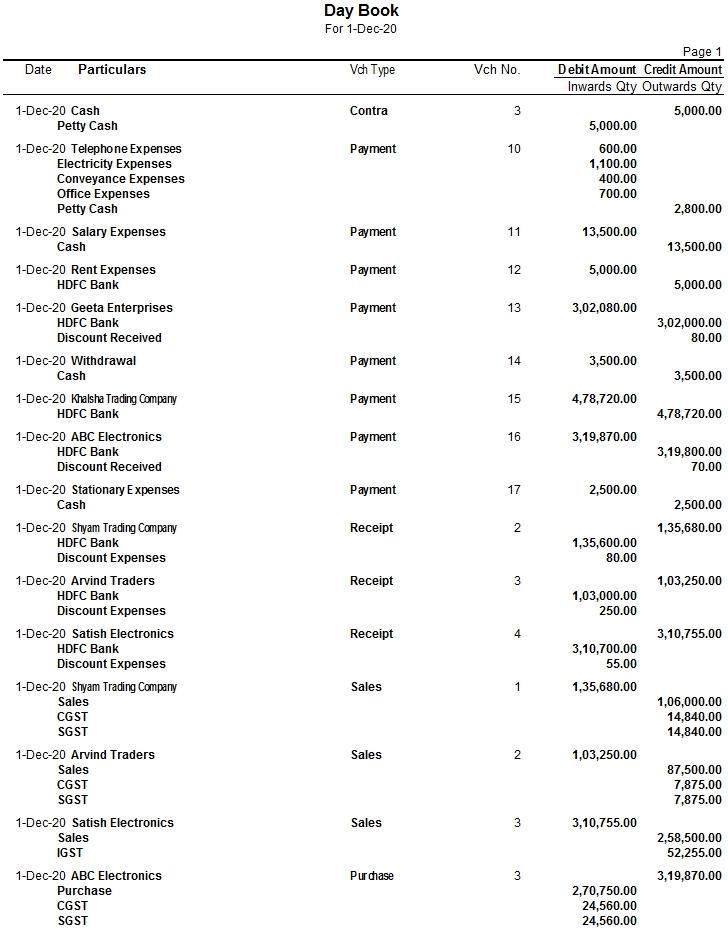 Day Book
For 1-Dec-20
Page 1
Date Particulars Vch Type Vch No. Debit Amount Credit Amount
Inwards Qty Outwards Qty
1-Dec-20 Cash Contra 3 5,000.00
Petty Cash 5,000.00
1-Dec-20 Telephone Expenses Payment 10 600.00
Electricity Expenses 1,100.00
Conveyance Expenses 400.00
Office Expenses 700.00
Petty Cash 2,800.00
1-Dec-20 Salary Expenses Payment 11 13,500.00
Cash 13,500.00
1-Dec-20 Rent Expenses Payment 12 5,000.00
HDFC Bank 5,000.00
1-Dec-20 Geeta Enterprises Payment 13 3,02,080.00
HDFC Bank 3,02,000.00
Discount Received 80.00
1-Dec-20 Withdrawal Payment 14 3,500.00
Cash 3,500.00
1-Dec-20 Khalsha Trading Company Payment 15 4,78,720.00
HDFC Bank 4,78,720.00
1-Dec-20 ABC Electronics Payment 16 3,19,870.00
HDFC Bank 3,19,800.00
Discount Received 70.00
1-Dec-20 Stationary Expenses Payment 17 2,500.00
Cash 2,500.00
1-Dec-20 Shyam Trading Company Receipt 2 1,35,680.00
HDFC Bank 1,35,600.00
Discount Expenses 80.00
1-Dec-20 Arvind Traders Receipt 3 1,03,250.00
HDFC Bank 1,03,000.00
Discount Expenses 250.00
1-Dec-20 Satish Electronics Receipt 4 3,10,755.00
HDFC Bank 3,10,700.00
Discount Expenses 55.00
1-Dec-20 Shyam Trading Company Sales 1 1,35,680.00
Sales 1,06,000.00
CGST 14,840.00
SGST 14,840.00
1-Dec-20 Arvind Traders Sales 2 1,03,250.00
Sales 87,500.00
CGST 7,875.00
SGST 7,875.00
1-Dec-20 Satish Electronics Sales 3 3,10,755.00
Sales 2,58,500.00
IGST 52,255.00
1-Dec-20 ABC Electronics Purchase 3 3,19,870.00
Purchase 2,70,750.00
CGST 24,560.00
SGST 24,560.00